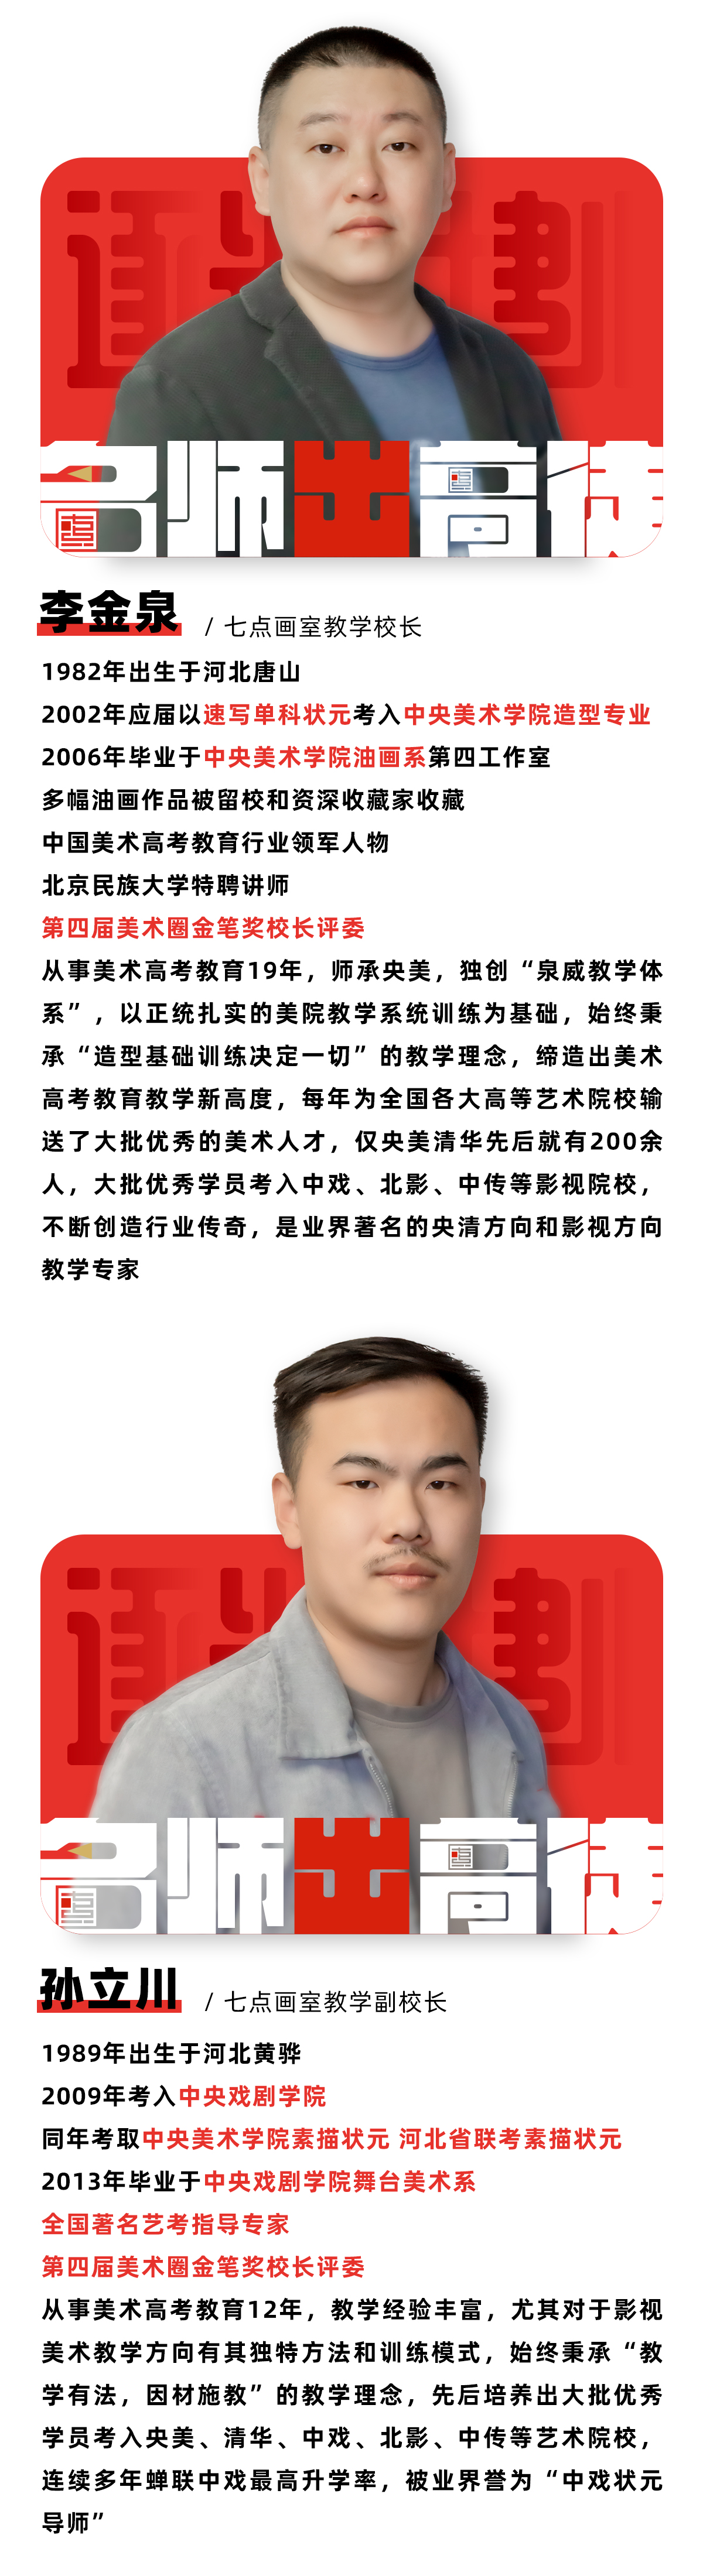 名师出高徒
李金泉 / 七点画室教学校长
1982年出生于河北唐山
2002年应届以速写单科状元考入中央美术学院造型专业
2006年毕业于中央美术学院油画系第四工作室
多幅油画作品被留校和资深收藏家收藏
中国美术高考教育行业领军人物
北京民族大学特聘讲师
第四届美术圈金笔奖校长评委
从事美术高考教育19年，师承央美，独创“泉威教学体
系”，以正统扎实的美院教学系统训练为基础，始终秉
承“造型基础训练决定一切”的教学理念，缔造出美术
高考教育教学新高度，每年为全国各大高等艺术院校输
送了大批优秀的美术人才，仅央美清华先后就有200余
人，大批优秀学员考入中戏、北影、中传等影视院校，
不断创造行业传奇，是业界著名的央清方向和影视方向
教学专家
名师出高徒
孙立川 / 七点画室教学副校长
1989年出生于河北黄骅
2009年考入中央戏剧学院
同年考取中央美术学院素描状元 河北省联考素描状元
2013年毕业于中央戏剧学院舞台美术系
全国著名艺考指导专家
第四届美术圈金笔奖校长评委
从事美术高考教育12年，教学经验丰富，尤其对于影视
美术教学方向有其独特方法和训练模式，始终秉承“教
学有法，因材施教”的教学理念，先后培养出大批优秀
学员考入央美、清华、中戏、北影、中传等艺术院校，
连续多年蝉联中戏最高升学率，被业界誉为“中戏状元
导师”